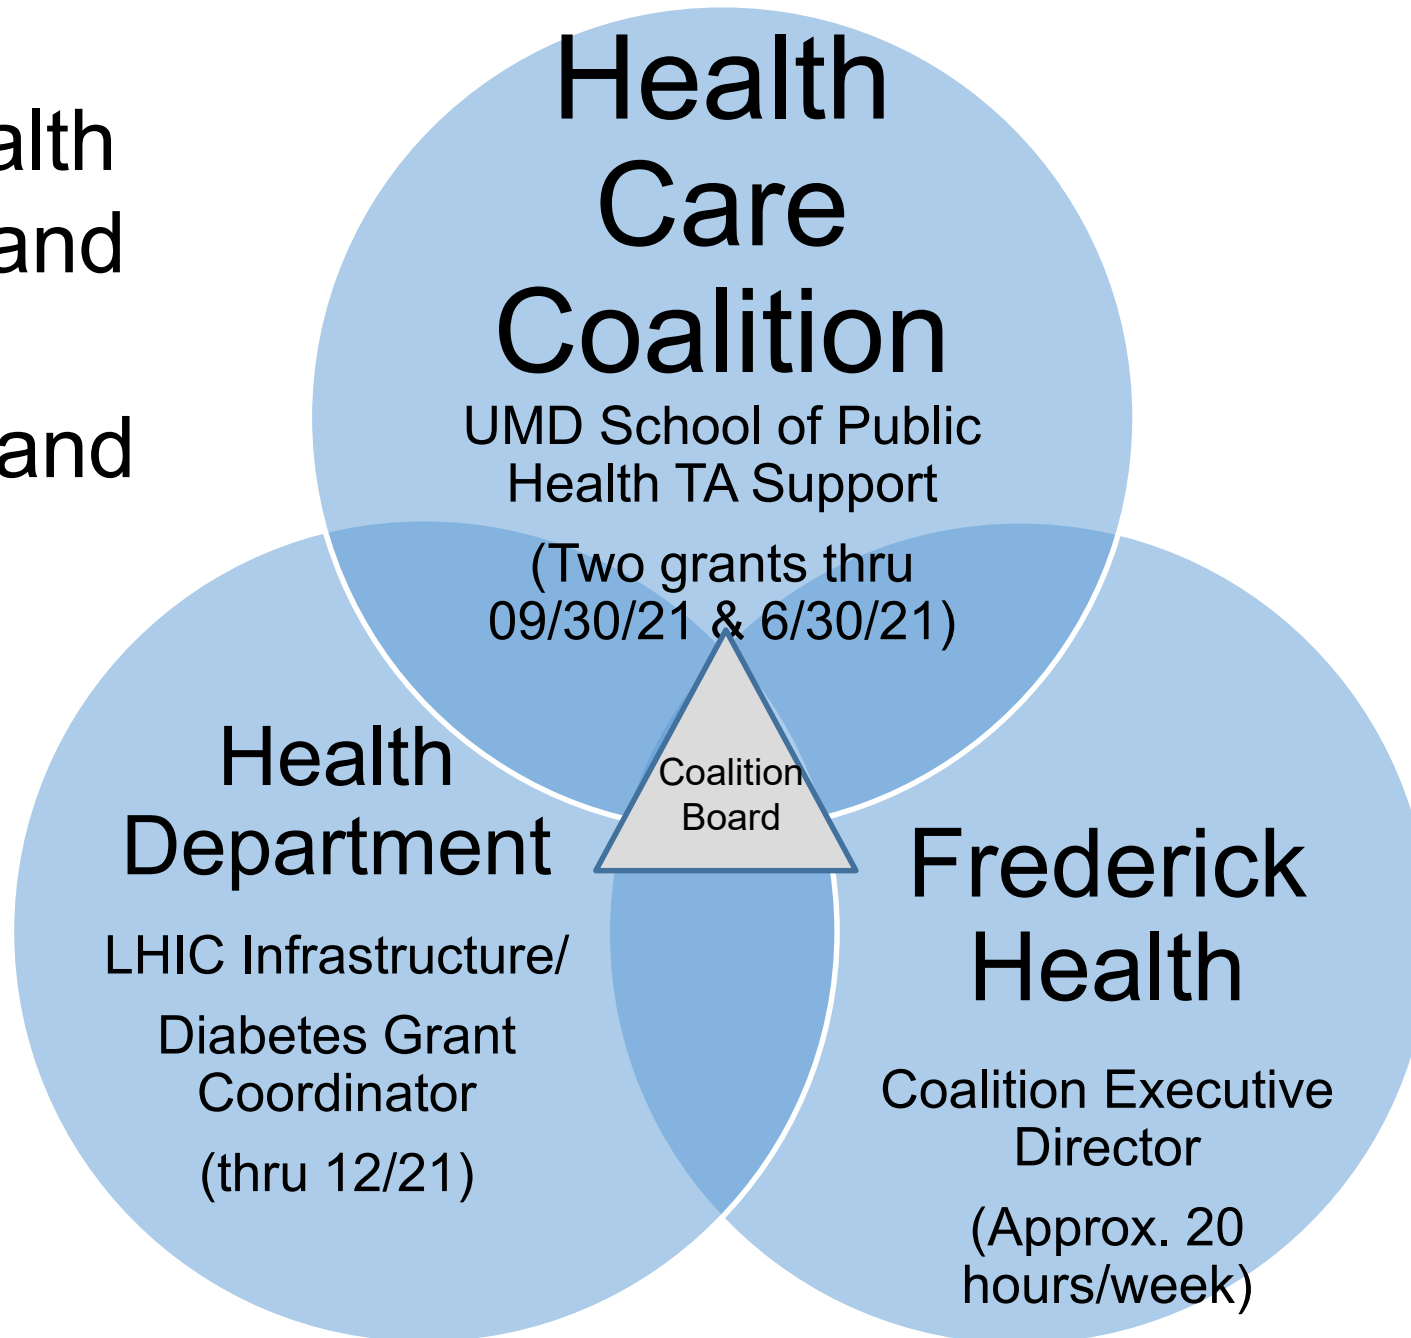 alth
and
and
Health
Care
Coalition
UMD School of Public
Health TA Support
(Two grants thru
09/30/21 & 6/30/21)
Coalition
Board
Health
Department
LHIC Infrastructure/
Diabetes Grant
Coordinator
(thru 12/21)
Frederick
Health
Coalition Executive
Director
(Approx. 20
hours/week)